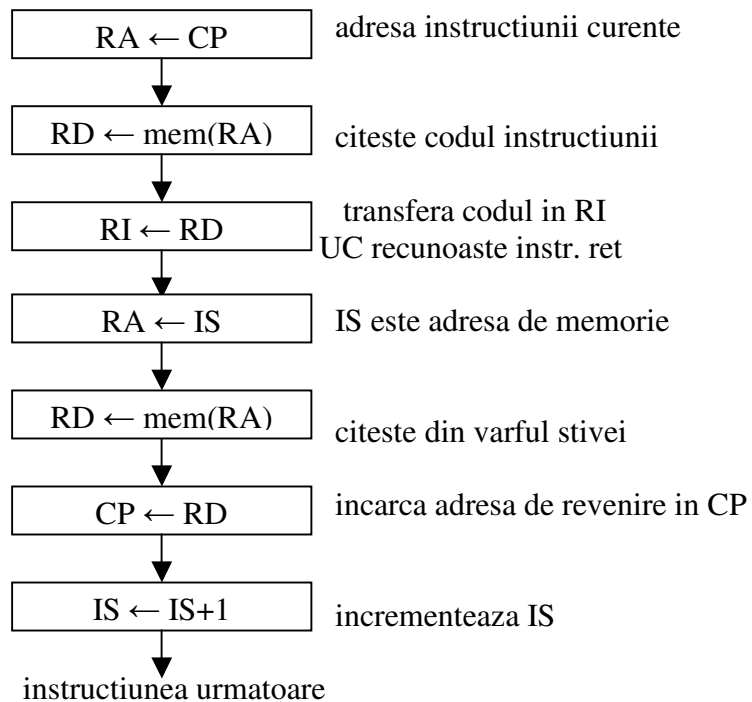 RA ← CP
adresa instructiunii curente
RD ← mem(RA)
citeste codul instructiunii
RI ← RD
transfera codul in RI
UC recunoaste instr. ret
RA ← IS
IS este adresa de memorie
RD ← mem(RA)
citeste din varful stivei
CP ← RD
incarca adresa de revenire in CP
IS ← IS+1
incrementeaza IS
instructiunea urmatoare